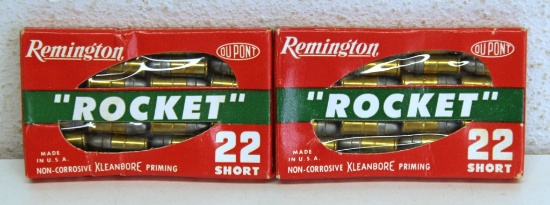 Remington
DU PONT
"ROCKET"
MADE
IN U.S.A.
22
NON-CORROSIVE KLEANBORE PRIMING
SHORT
Remington
DU PONT
"ROCKET"
MADE
IN U.S.A.
22
NON-CORROSIVE KLEANBORE PRIMING
SHORT